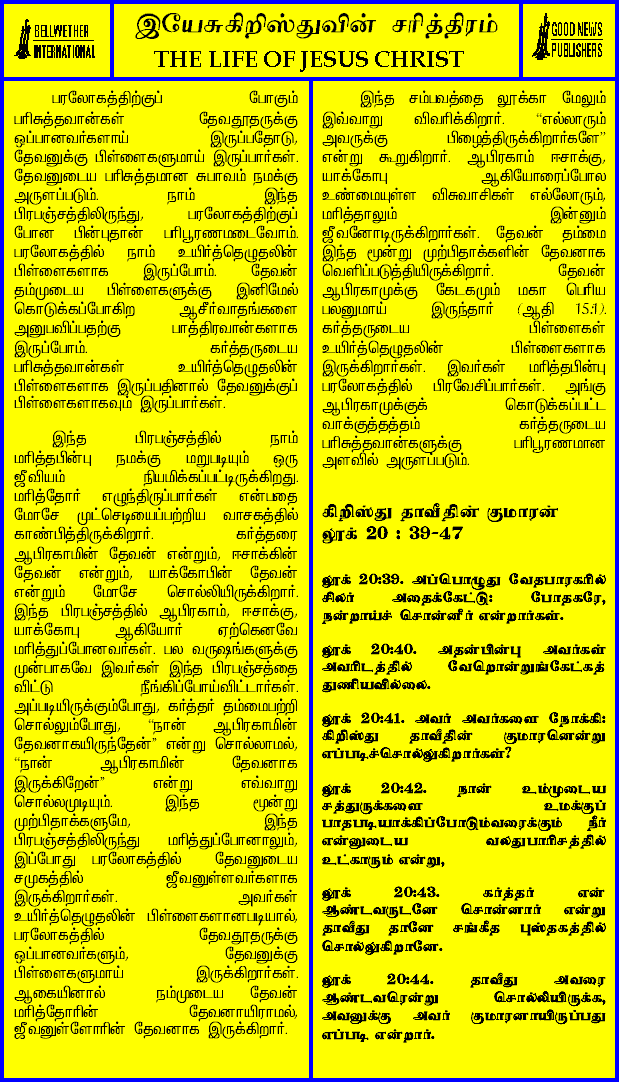 BELLWETHER
INTERNATIONAL
இயேசுகிறிஸ்துவின் சரித்திரம்
THE LIFE OF JESUS CHRIST
GOOD NEWS
PUBLISHERS
பரலோகத்திற்குப் போகும்
பரிசுத்தவான்கள் தேவதூதருக்கு
ஒப்பானவர்களாய் இருப்பதோடு,
தேவனுக்கு பிள்ளைகளுமாய் இருப்பார்கள்.
தேவனுடைய பரிசுத்தமான சுபாவம் நமக்கு
அருளப்படும். நாம் இந்த
பிரபஞ்சத்திலிருந்து, பரலோகத்திற்குப்
போன பின்புதான் பரிபூரணமடைவோம்.
பரலோகத்தில் நாம் உயிர்த்தெழுதலின்
பிள்ளைகளாக இருப்போம். தேவன்
தம்முடைய பிள்ளைகளுக்கு இனிமேல்
கொடுக்கப்போகிற ஆசீர்வாதங்களை
அனுபவிப்பதற்கு பாத்திரவான்களாக
இருப்போம். கர்த்தருடைய
பரிசுத்தவான்கள் உயிர்த்தெழுதலின்
பிள்ளைகளாக இருப்பதினால் தேவனுக்குப்
பிள்ளைகளாகவும் இருப்பார்கள்.
இந்த பிரபஞ்சத்தில் நாம்
மரித்தபின்பு நமக்கு மறுபடியும் ஒரு
ஜீவியம் நியமிக்கப்பட்டிருக்கிறது.
மரித்தோர் எழுந்திருப்பார்கள் என்பதை
மோசே முட்செடியைப்பற்றிய வாசகத்தில்
காண்பித்திருக்கிறார். கர்த்தரை
ஆபிரகாமின் தேவன் என்றும், ஈசாக்கின்
தேவன் என்றும், யாக்கோபின் தேவன்
என்றும் மோசே சொல்லியிருக்கிறார்.
இந்த பிரபஞ்சத்தில் ஆபிரகாம், ஈசாக்கு,
யாக்கோபு ஆகியோர் ஏற்கெனவே
மரித்துப்போனவர்கள். பல வருஷங்களுக்கு
முன்பாகவே இவர்கள் இந்த பிரபஞ்சத்தை
விட்டு நீங்கிப்போய்விட்டார்கள்.
அப்படியிருக்கும்போது, கர்த்தர் தம்மைபற்றி
சொல்லும்போது, “நான் ஆபிரகாமின்
தேவனாகயிருந்தேன்” என்று சொல்லாமல்,
“நான் ஆபிரகாமின் தேவனாக
இருக்கிறேன்” என்று எவ்வாறு
சொல்லமுடியும். இந்த மூன்று
முற்பிதாக்களுமே, இந்த
பிரபஞ்சத்திலிருந்து மரித்துப்போனாலும்,
இப்போது பரலோகத்தில் தேவனுடைய
சமுகத்தில் ஜீவனுள்ளவர்களாக
இருக்கிறார்கள். அவர்கள்
உயிர்த்தெழுதலின் பிள்ளைகளானபடியால்,
பரலோகத்தில் தேவதூதருக்கு
ஒப்பானவர்களும், தேவனுக்கு
பிள்ளைகளுமாய் இருக்கிறார்கள்.
ஆகையினால் நம்முடைய தேவன்
மரித்தோரின் தேவனாயிராமல்,
ஜீவனுள்ளோரின் தேவனாக இருக்கிறார்.
இந்த சம்பவத்தை லூக்கா மேலும்
இவ்வாறு விவரிக்கிறார். “எல்லாரும்
அவருக்கு பிழைத்திருக்கிறார்களே”
என்று கூறுகிறார். ஆபிரகாம் ஈசாக்கு,
யாக்கோபு ஆகியோரைப்போல
உண்மையுள்ள விசுவாசிகள் எல்லோரும்,
மரித்தாலும் இன்னும்
ஜீவனோடிருக்கிறார்கள். தேவன் தம்மை
இந்த மூன்று முற்பிதாக்களின் தேவனாக
வெளிப்படுத்தியிருக்கிறார். தேவன்
ஆபிரகாமுக்கு கேடகமும் மகா பெரிய
பலனுமாய் இருந்தார் (ஆதி 15:1).
கர்த்தருடைய பிள்ளைகள்
உயிர்த்தெழுதலின் பிள்ளைகளாக
இருக்கிறார்கள். இவர்கள் மரித்தபின்பு
பரலோகத்தில் பிரவேசிப்பார்கள். அங்கு
ஆபிரகாமுக்குக் கொடுக்கப்பட்ட
வாக்குத்தத்தம் கர்த்தருடைய
பரிசுத்தவான்களுக்கு பரிபூரணமான
அளவில் அருளப்படும்.
கிறிஸ்து தாவீதின் குமாரன்
லூக் 20 : 39-47
லூக் 20:39. அப்பொழுது வேதபாரகரில்
சிலர் அதைக்கேட்டு: போதகரே,
நன்றாய்ச் சொன்னீர் என்றார்கள்.
லூக் 20:40. அதன்பின்பு அவர்கள்
அவரிடத்தில் வேறொன்றுங்கேட்கத்
துணியவில்லை.
லூக் 20:41. அவர் அவர்களை நோக்கி:
கிறிஸ்து தாவீதின் குமாரனென்று
எப்படிச்சொல்லுகிறார்கள்?
லூக் 20:42. நான் உம்முடைய
சத்துருக்களை உமக்குப்
பாதபடியாக்கிப்போடும்வரைக்கும் நீர்
என்னுடைய வலதுபாரிசத்தில்
உட்காரும் என்று,
லூக் 20:43. கர்த்தர் என்
ஆண்டவருடனே சொன்னார் என்று
தாவீது தானே சங்கீத புஸ்தகத்தில்
சொல்லுகிறானே.
லூக் 20:44. தாவீது அவரை
ஆண்டவரென்று சொல்லியிருக்க,
அவனுக்கு அவர் குமாரனாயிருப்பது
எப்படி என்றார்.